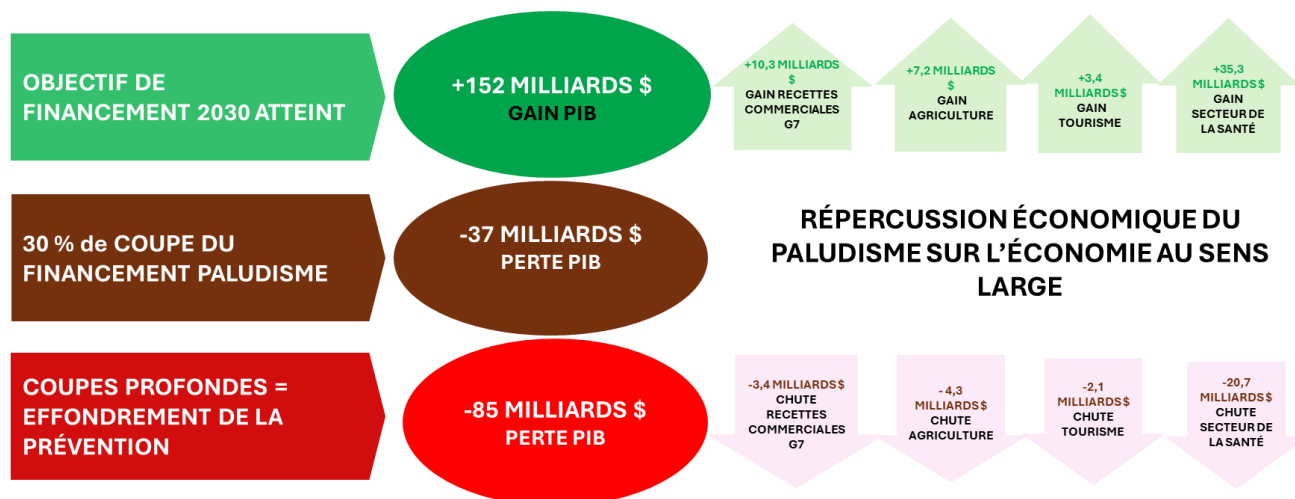 OBJECTIF DE
FINANCEMENT 2030 ATTEINT
+152 MILLIARDS $
GAIN PIB
+10,3 MILLIARDS
$
GAIN RECETTES
COMMERCIALES
G7
+7,2 MILLIARDS
$
GAIN
AGRICULTURE
+3,4
MILLIARDS $
GAIN
TOURISME
+35,3
MILLIARDS $
GAIN
SECTEUR DE
LA SANTÉ
30 % de COUPE DU
FINANCEMENT PALUDISME
-37 MILLIARDS $
PERTE PIB
RÉPERCUSSION ÉCONOMIQUE DU
PALUDISME SUR L’ÉCONOMIE AU SENS
LARGE
COUPES PROFONDES =
EFFONDREMENT DE LA
PRÉVENTION
-85 MILLIARDS $
PERTE PIB
-3,4 MILLIARDS $
CHUTE
RECETTES
COMMERCIALES
G7
- 4,3
MILLIARDS $
CHUTE
AGRICULTURE
-2,1
MILLIARDS $
CHUTE
TOURISME
-20,7
MILLIARDS $
CHUTE
SECTEUR DE
LA SANTÉ